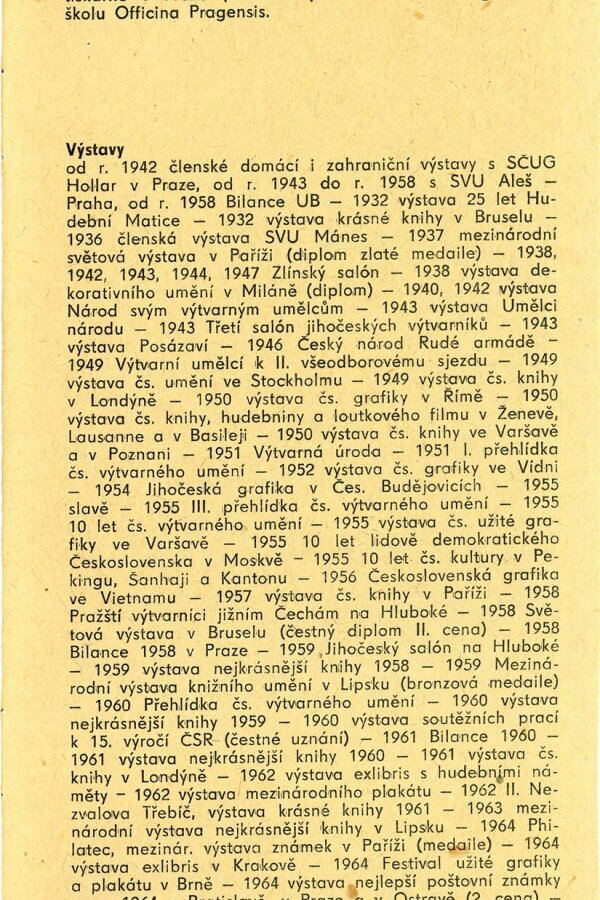 školu Officina Pragensis.
Výstavy
od r. 1942 členské domácí i zahraniční výstavy s SČUG
Hollar v Praze, od r. 1943 do r. 1958 s SVU Aleš –
Praha, od r. 1958 Bilance UB – 1932 výstava 25 let Hu-
dební Matice – 1932 výstava krásné knihy v Bruselu –
1936 členská výstava SVU Mánes – 1937 mezinárodní
světová výstava v Paříži (diplom zlaté medaile) – 1938,
1942, 1943, 1944, 1947 Zlínský salón – 1938 výstava de-
korativního umění v Miláně (diplom) – 1940, 1942 výstava
Národ svým výtvarným umělcům – 1943 výstava Umělci
národu – 1943 Třetí salón jihočeských výtvarníků – 1943
výstava Posázaví – 1946 Český národ Rudé armádě –
1949 Výtvarní umělci k II. všeodborovému sjezdu – 1949
výstava čs. umění ve Stockholmu – 1949 výstava čs. knihy
v Londýně – 1950 výstava čs. grafiky v Římě – 1950
výstava čs. knihy, hudebniny a loutkového filmu v Ženevě,
Lausanne a v Basileji – 1950 výstava čs. knihy ve Varšavě
a v Poznani – 1951 Výtvarná úroda – 1951 I. přehlídka
čs. výtvarného umění – 1952 výstava čs. grafiky ve Vídni
– 1954 Jihočeská grafika v Čes. Budějovicích – 1955
slavě – 1955 III. přehlídka čs. výtvarného umění – 1955
10 let čs. výtvarného umění – 1955 výstava čs. užité gra-
fiky ve Varšavě – 1955 10 let lidově demokratického
Československa v Moskvě – 1955 10 let čs. kultury v Pe-
kingu, Šanhaji a Kantonu – 1956 Československá grafika
ve Vietnamu – 1957 výstava čs. knihy v Paříži – 1958
Pražští výtvarníci jižním Čechám na Hluboké – 1958 Svě-
tová výstava v Bruselu (čestný diplom II. cena) – 1958
Bilance 1958 v Praze – 1959 Jihočeský salón na Hluboké
– 1959 výstava nejkrásnější knihy 1958 – 1959 Meziná-
rodní výstava knižního umění v Lipsku (bronzová medaile)
– 1960 Přehlídka čs. výtvarného umění – 1960 výstava
nejkrásnější knihy 1959 – 1960 výstava soutěžních prací
k 15. výročí ČSR (čestné uznání) – 1961 Bilance 1960 –
1961 výstava nejkrásnější knihy 1960 – 1961 výstava čs.
knihy v Londýně – 1962 výstava exlibris s hudebními ná-
měty – 1962 výstava mezinárodního plakátu – 1962 II. Ne-
zvalova Třebíč, výstava krásné knihy 1961 – 1963 mezi-
národní výstava nejkrásnější knihy v Lipsku – 1964 Phi-
latec, mezinár. výstava známek v Paříži (medaile) – 1964
výstava exlibris v Krakově – 1964 Festival užité grafiky
a plakátu v Brně – 1964 výstava nejlepší poštovní známky
1964 – Bratislavě, v Praze a v Ostravě (2. cena) –